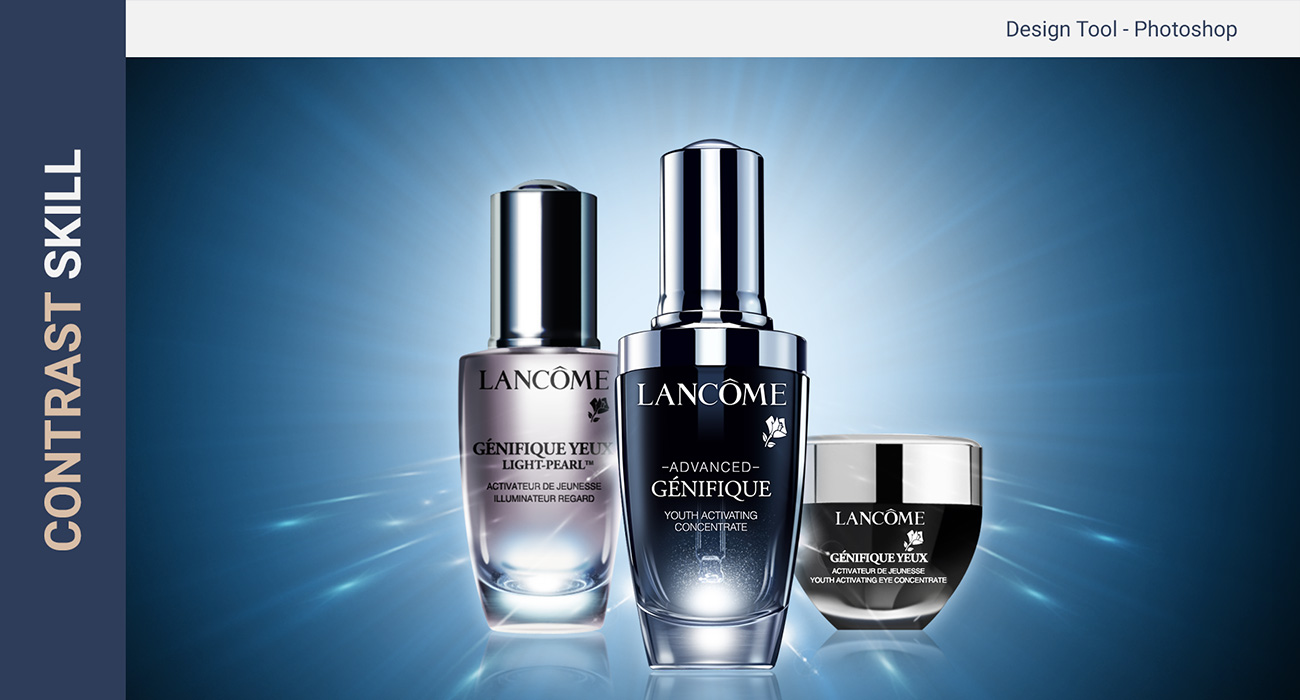 Design Tool - Photoshop
CONTRAST SKILL
LANCÔME
GÉNIFIQUE YEUX
LIGHT-PEARL™
ACTIVATEUR DE JEUNESSE
ILLUMINATEUR REGARD
LANCÔME
–ADVANCED–
GÉNIFIQUE
YOUTH ACTIVATING
CONCENTRATE
LANCÔME
GÉNIFIQUE YEUX
ACTIVATEUR DE JEUNESSE
YOUTH ACTIVATING EYE CONCENTRATE